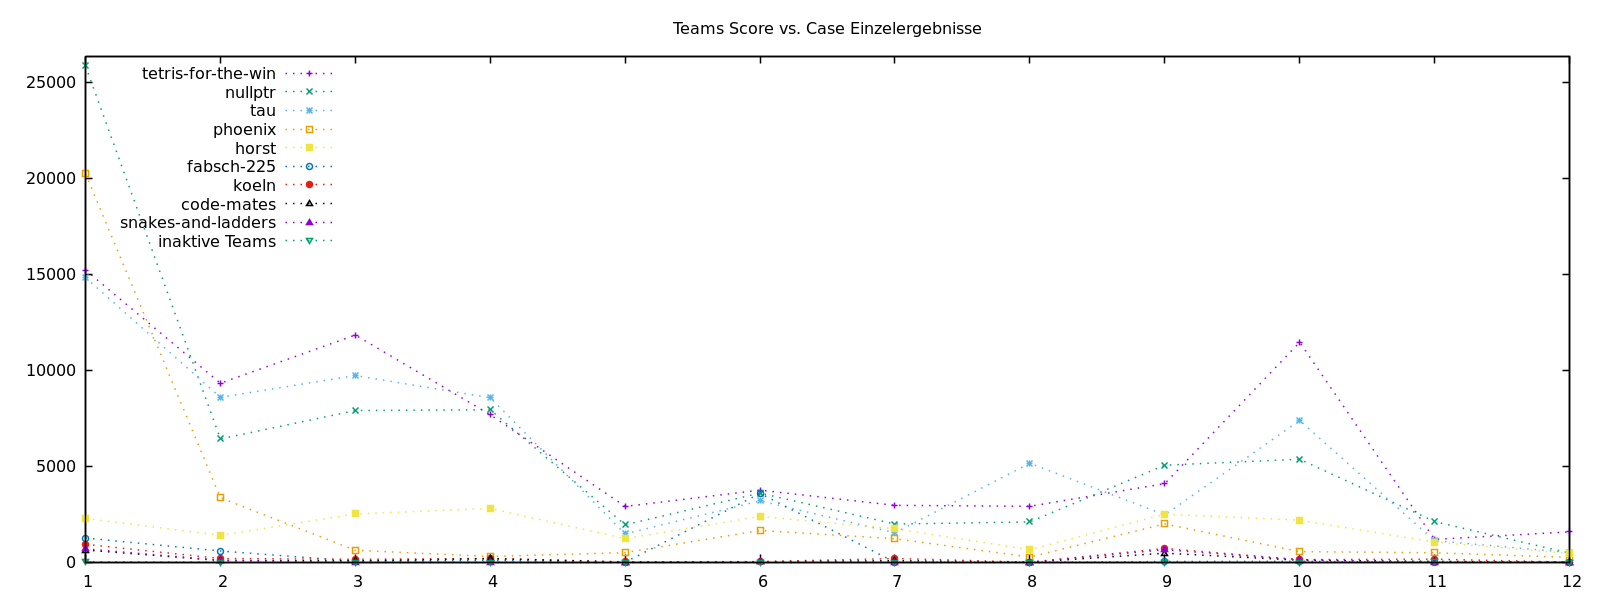 Teams Score vs. Case Einzelergebnisse
25000
20000
15000
10000
5000
0
tetris-for-the-win
nullptr
tau
phoenix
horst
fabsch-225
koeln
code-mates
snakes-and-ladders
inaktive Teams
1 2 3 4 5 6 7 8 9 10 11 12